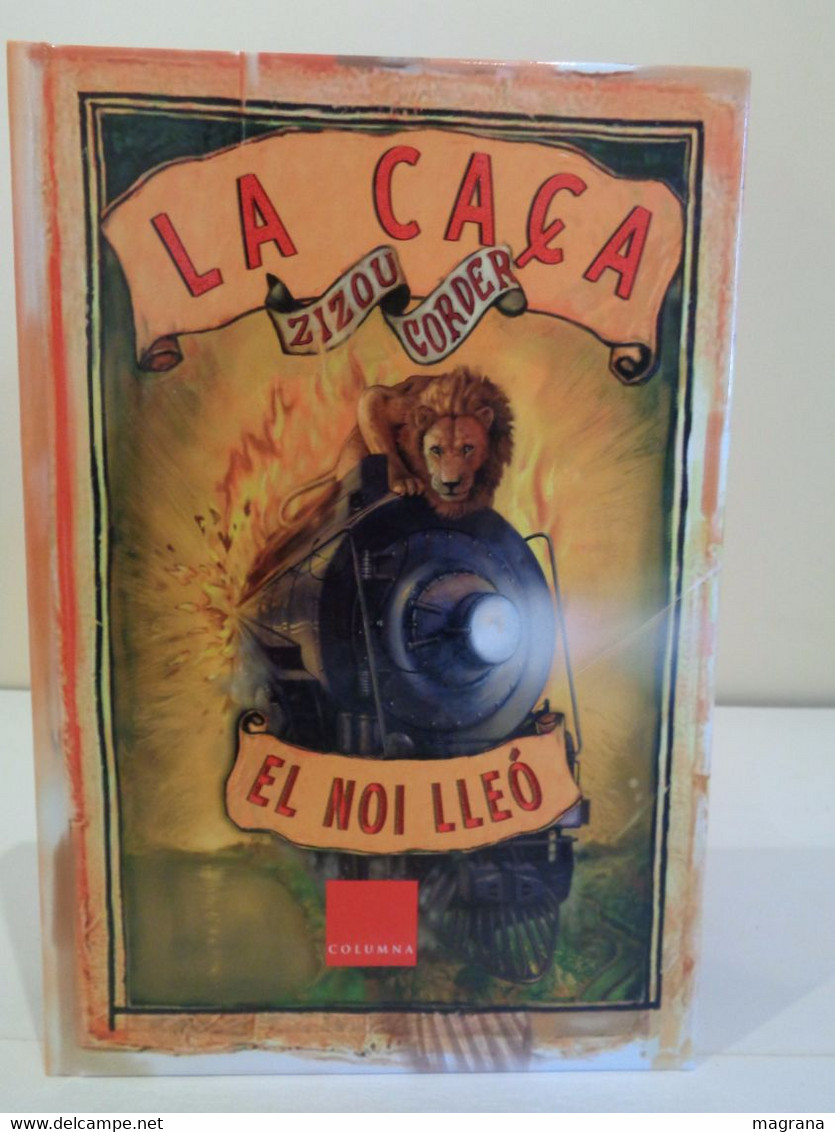 LA CAÇA
ZIZOU
CORDER
EL NOI LLEÓ
COLUMNA
www.delcampe.net
magrana